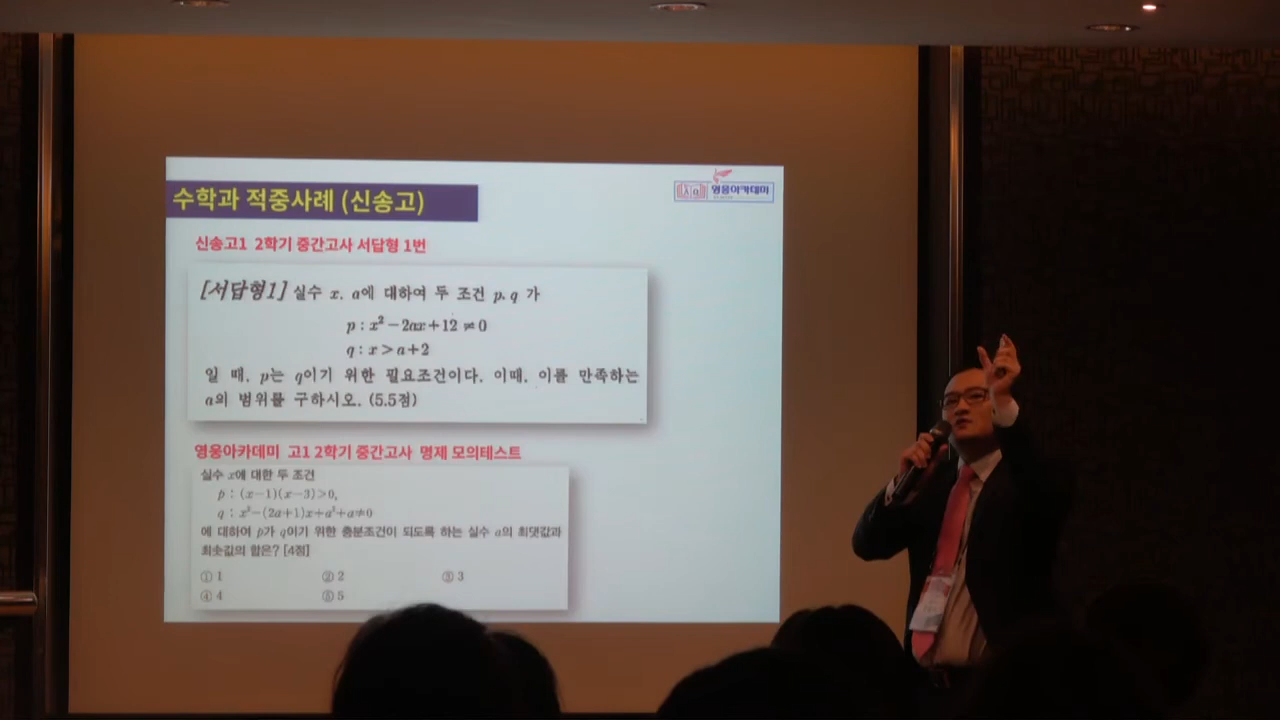 수학과 적중사례 (신송고)
영웅아카데미
신송고1 2학기 중간고사 서답형 1번
[서답형1] 실수 x, a에 대하여 두 조건 p, q 가
p : x² − 2ax + 12 ≠ 0
q : x > a + 2
일 때, p는 q이기 위한 필요조건이다. 이때, 이를 만족하는
a의 범위를 구하시오. (5.5점)
영웅아카데미 고1 2학기 중간고사 명제 모의테스트
실수 x에 대한 두 조건
p : (x−1)(x−3)>0,
q : x²−(2a+1)x+a²+a≠0
에 대하여 p가 q이기 위한 충분조건이 되도록 하는 실수 a의 최댓값과
최솟값의 합은? [4점]
① 1 ② 2 ③ 3
④ 4 ⑤ 5